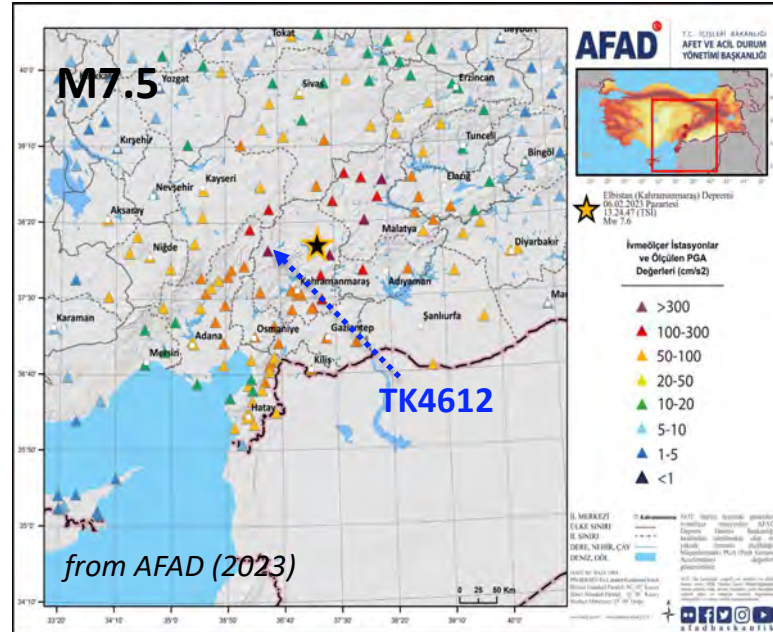 M7.5
TK4612
from AFAD (2023)
Tokat
Bayburt
Yozgat
Sivas
Erzincan
Kırşehir
Tunceli
Bingöl
Nevşehir
Kayseri
Elazığ
Aksaray
Malatya
Niğde
Diyarbakır
Kahramanmaraş
Adıyaman
Karaman
Adana
Osmaniye
Gaziantep
Şanlıurfa
Mersin
Kilis
Hatay
40°0'
39°10'
38°20'
37°30'
36°40'
35°50'
35°0'
34°10'
33°20'
34°10'
35°0'
35°50'
36°40'
37°30'
38°20'
39°10'
40°0'
0 25 50 Km
AFAD
T.C. İÇİŞLERİ BAKANLIĞI
AFET VE ACİL DURUM
YÖNETİMİ BAŞKANLIĞI
Elbistan (Kahramanmaraş) Depremi
06.02.2023 Pazartesi
13.24.47 (TSİ)
Mw 7.6
İvmeölçer İstasyonlar
ve Ölçülen PGA
Değerleri (cm/s2)
>300
100-300
50-100
20-50
10-20
5-10
1-5
<1
İL MERKEZİ
ÜLKE SINIRI
İL SINIRI
DERE, NEHİR, ÇAY
DENİZ, GÖL
afadbaskanlik